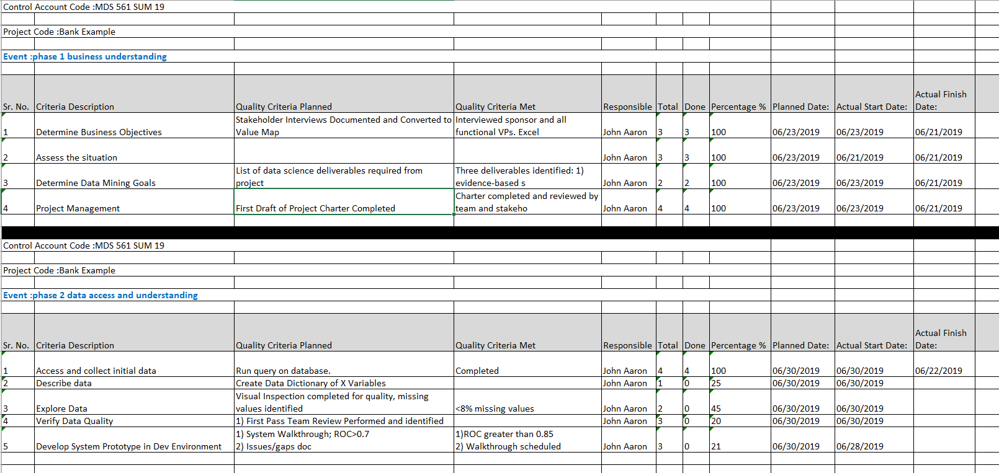 Control Account Code :MDS 561 SUM 19
Project Code :Bank Example
Event :phase 1 business understanding
Sr. No. Criteria Description Quality Criteria Planned Quality Criteria Met Responsible Total Done Percentage % Planned Date: Actual Start Date: Actual Finish Date:
1 Determine Business Objectives Stakeholder Interviews Documented and Converted to Value Map Interviewed sponsor and all functional VPs. Excel John Aaron 3 3 100 06/23/2019 06/23/2019 06/21/2019
2 Assess the situation John Aaron 3 3 100 06/23/2019 06/21/2019 06/21/2019
3 Determine Data Mining Goals List of data science deliverables required from project Three deliverables identified: 1) evidence-based s John Aaron 2 2 100 06/23/2019 06/23/2019 06/21/2019
4 Project Management First Draft of Project Charter Completed Charter completed and reviewed by team and stakeho John Aaron 4 4 100 06/23/2019 06/23/2019 06/21/2019
Control Account Code :MDS 561 SUM 19
Project Code :Bank Example
Event :phase 2 data access and understanding
Sr. No. Criteria Description Quality Criteria Planned Quality Criteria Met Responsible Total Done Percentage % Planned Date: Actual Start Date: Actual Finish Date:
1 Access and collect initial data Run query on database. Completed John Aaron 4 4 100 06/30/2019 06/30/2019 06/22/2019
2 Describe data Create Data Dictionary of X Variables John Aaron 1 0 25 06/30/2019 06/30/2019
3 Explore Data Visual Inspection completed for quality, missing values identified <8% missing values John Aaron 2 0 45 06/30/2019 06/30/2019
4 Verify Data Quality 1) First Pass Team Review Performed and identified John Aaron 3 0 20 06/30/2019 06/30/2019
5 Develop System Prototype in Dev Environment 1) System Walkthrough; ROC>0.7 2) Issues/gaps doc 1)ROC greater than 0.85 2) Walkthrough scheduled John Aaron 3 0 21 06/30/2019 06/28/2019